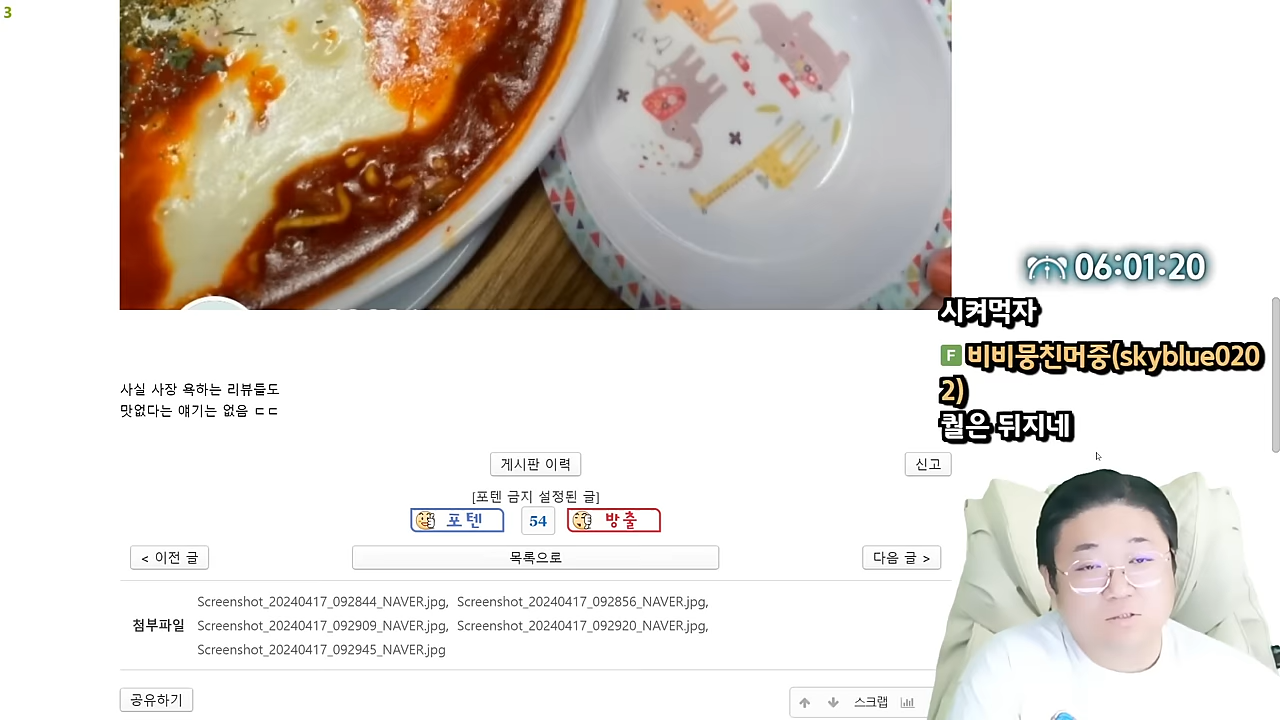 3
06:01:20
시켜먹자
F 비비뭉친머중(skyblue020
2)
퀄은 뒤지네
사실 사장 욕하는 리뷰들도
맛없다는 얘기는 없음 ㄷㄷ
게시판 이력
신고
[포텐 금지 설정된 글]
포텐
54
방출
< 이전 글
목록으로
다음 글 >
첨부파일
Screenshot_20240417_092844_NAVER.jpg, Screenshot_20240417_092856_NAVER.jpg,
Screenshot_20240417_092909_NAVER.jpg, Screenshot_20240417_092920_NAVER.jpg,
Screenshot_20240417_092945_NAVER.jpg
공유하기
스크랩